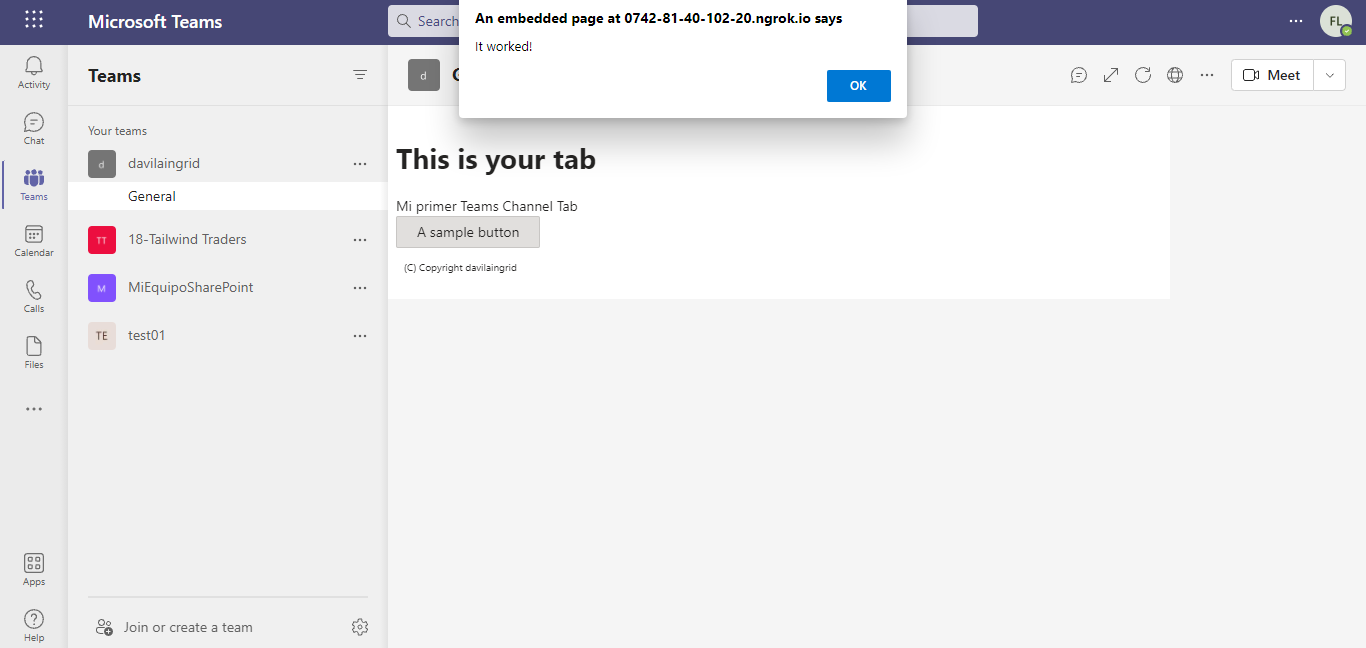 Microsoft Teams
Search
An embedded page at 0742-81-40-102-20.ngrok.io says
It worked!
OK
FL
Activity
Chat
Teams
Calendar
Calls
Files
Apps
Help
Teams
Your teams
d davilaingrid
General
TT 18-Tailwind Traders
M MiEquipoSharePoint
TE test01
Join or create a team
d
Meet
This is your tab
Mi primer Teams Channel Tab
A sample button
(C) Copyright davilaingrid